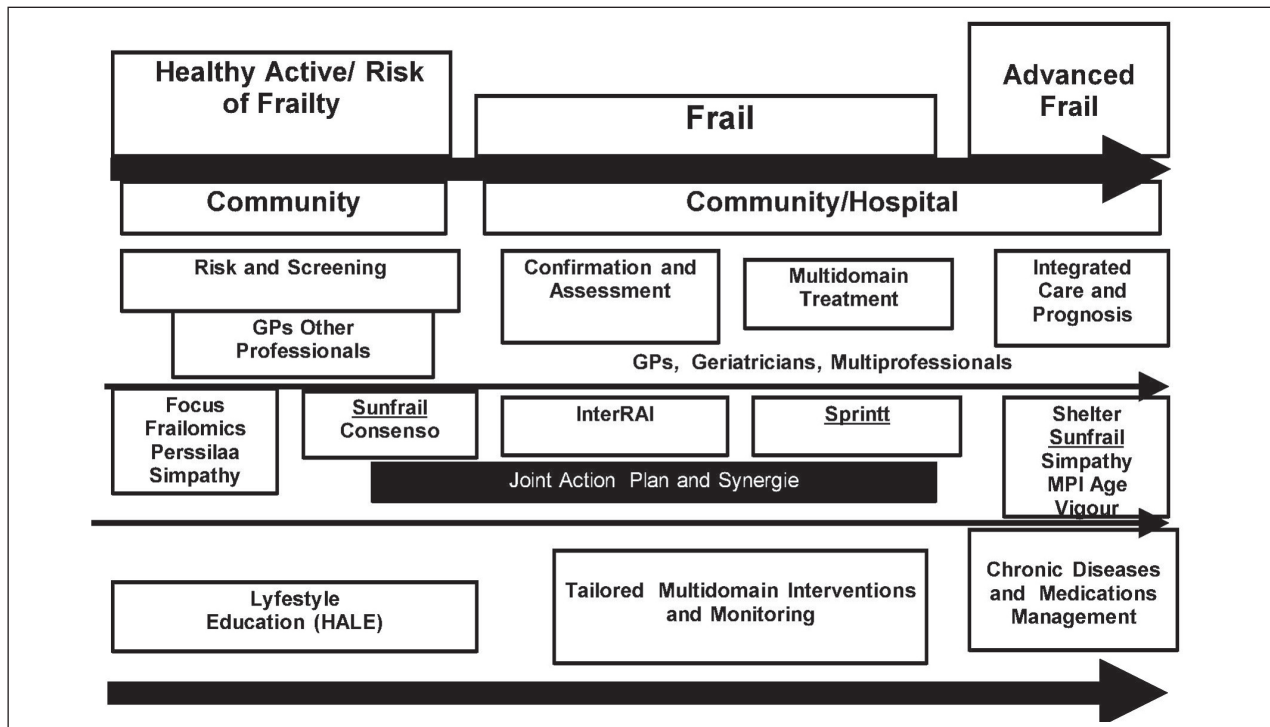 Healthy Active/ Risk
of Frailty
Frail
Advanced
Frail
Community
Community/Hospital
Risk and Screening
GPs Other
Professionals
Confirmation and
Assessment
Multidomain
Treatment
Integrated
Care and
Prognosis
GPs, Geriatricians, Multiprofessionals
Focus
Frailomics
Perssilaa
Simpathy
Sunfrail
Consenso
InterRAI
Sprintt
Shelter
Sunfrail
Simpathy
MPI Age
Vigour
Joint Action Plan and Synergie
Lyfestyle
Education (HALE)
Tailored Multidomain Interventions
and Monitoring
Chronic Diseases
and Medications
Management